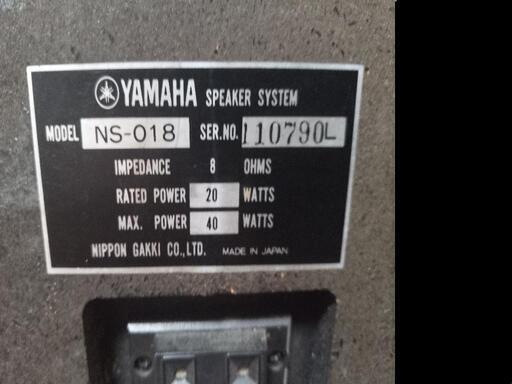 YAMAHA SPEAKER SYSTEM
MODEL NS-018 SER.NO. 110790L
IMPEDANCE 8 OHMS
RATED POWER 20 WATTS
MAX. POWER 40 WATTS
NIPPON GAKKI CO., LTD. MADE IN JAPAN